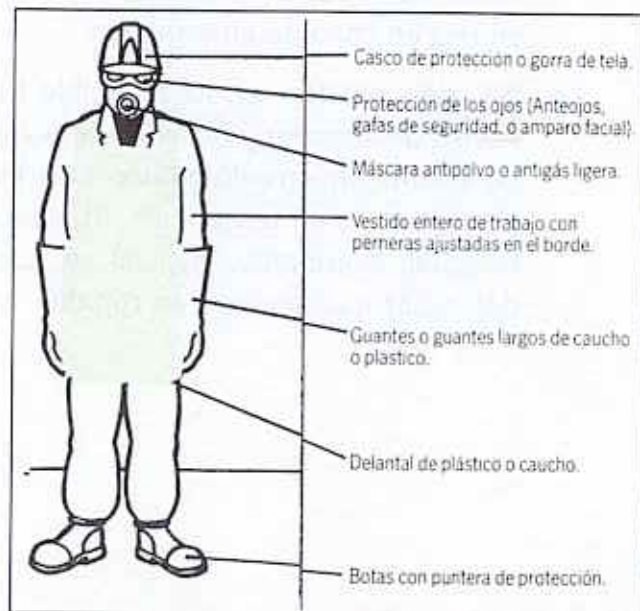 Casco de protección o gorra de tela.
Protección de los ojos (Anteojos,
gafas de seguridad, o amparo facial).
Máscara antipolvo o antigás ligera.
Vestido entero de trabajo con
perneras ajustadas en el borde.
Guantes o guantes largos de caucho
o plástico.
Delantal de plástico o caucho.
Botas con puntera de protección.